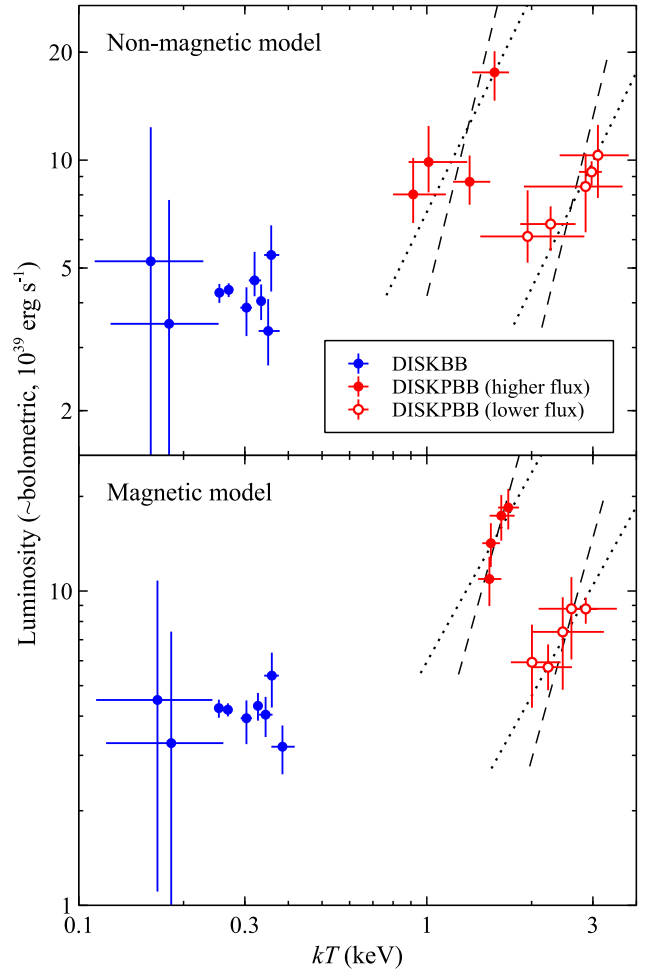 Non-magnetic model
20
10
5
2
DISKBB
DISKPBB (higher flux)
DISKPBB (lower flux)
Luminosity (~bolometric, 10³⁹ erg s⁻¹)
Magnetic model
10
1
0.1 0.3 1 3
kT (keV)